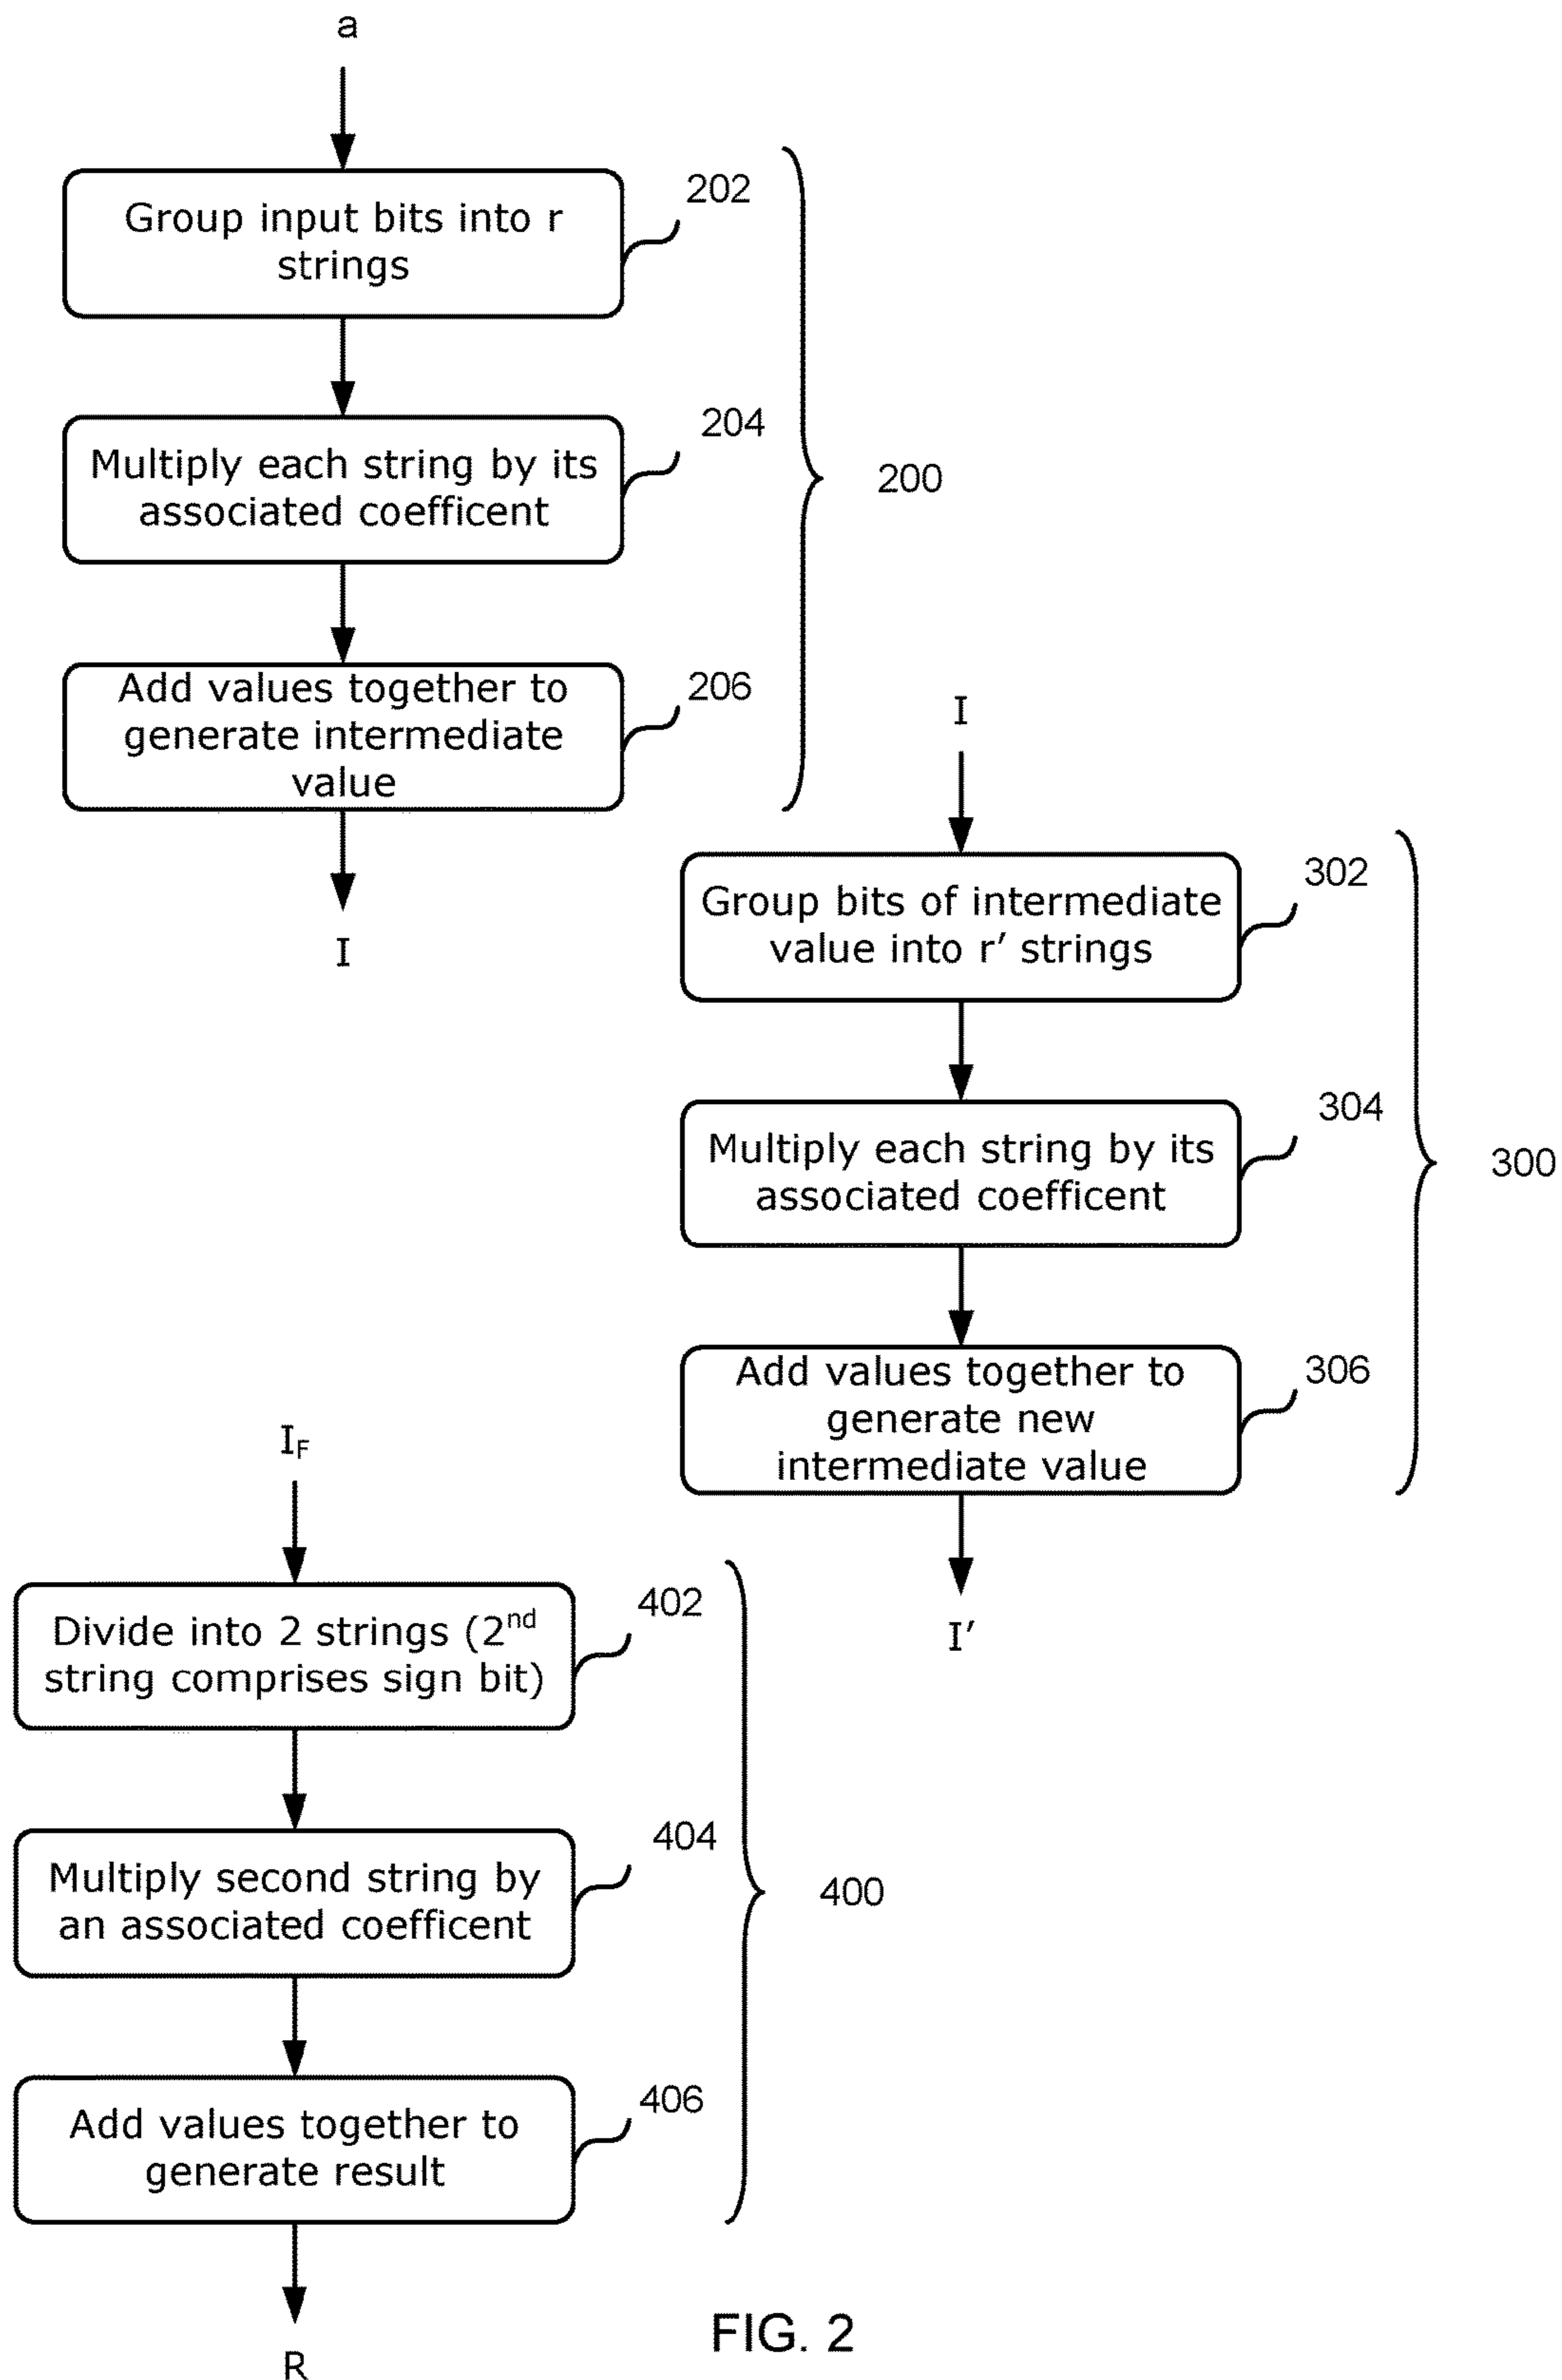 a
Group input bits into r
strings
202
Multiply each string by its
associated coefficent
204
Add values together to
generate intermediate
value
206
200
I
I
Group bits of intermediate
value into r′ strings
302
Multiply each string by its
associated coefficent
304
Add values together to
generate new
intermediate value
306
300
I′
I_F
Divide into 2 strings (2nd
string comprises sign bit)
402
Multiply second string by
an associated coefficent
404
Add values together to
generate result
406
400
R
FIG. 2